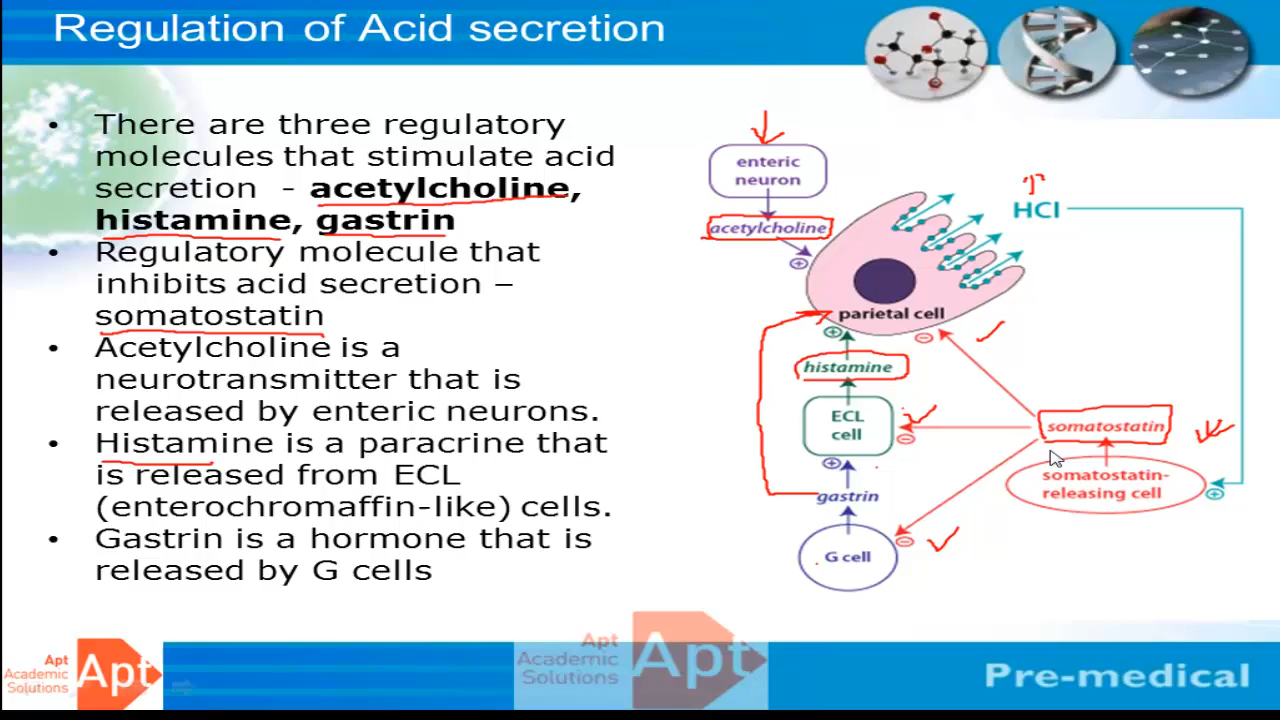 Regulation of Acid secretion
• There are three regulatory
molecules that stimulate acid
secretion - acetylcholine,
histamine, gastrin
• Regulatory molecule that
inhibits acid secretion –
somatostatin
• Acetylcholine is a
neurotransmitter that is
released by enteric neurons.
• Histamine is a paracrine that
is released from ECL
(enterochromaffin-like) cells.
• Gastrin is a hormone that is
released by G cells
enteric
neuron
acetylcholine
HCl
parietal cell
histamine
ECL
cell
gastrin
G cell
somatostatin
somatostatin-
releasing cell
Apt
Academic
Solutions
Apt
Apt
Academic
Solutions
Apt
Pre-medical